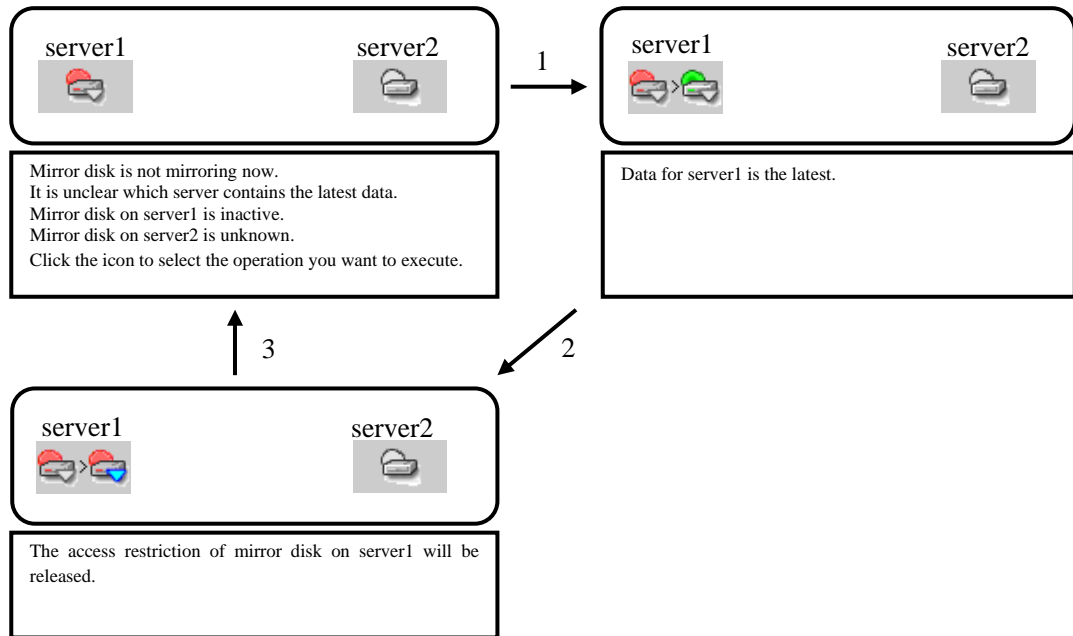 server1
server2
1
server1
server2
Mirror disk is not mirroring now.
It is unclear which server contains the latest data.
Mirror disk on server1 is inactive.
Mirror disk on server2 is unknown.
Click the icon to select the operation you want to execute.
Data for server1 is the latest.
3
2
server1
server2
The access restriction of mirror disk on server1 will be
released.